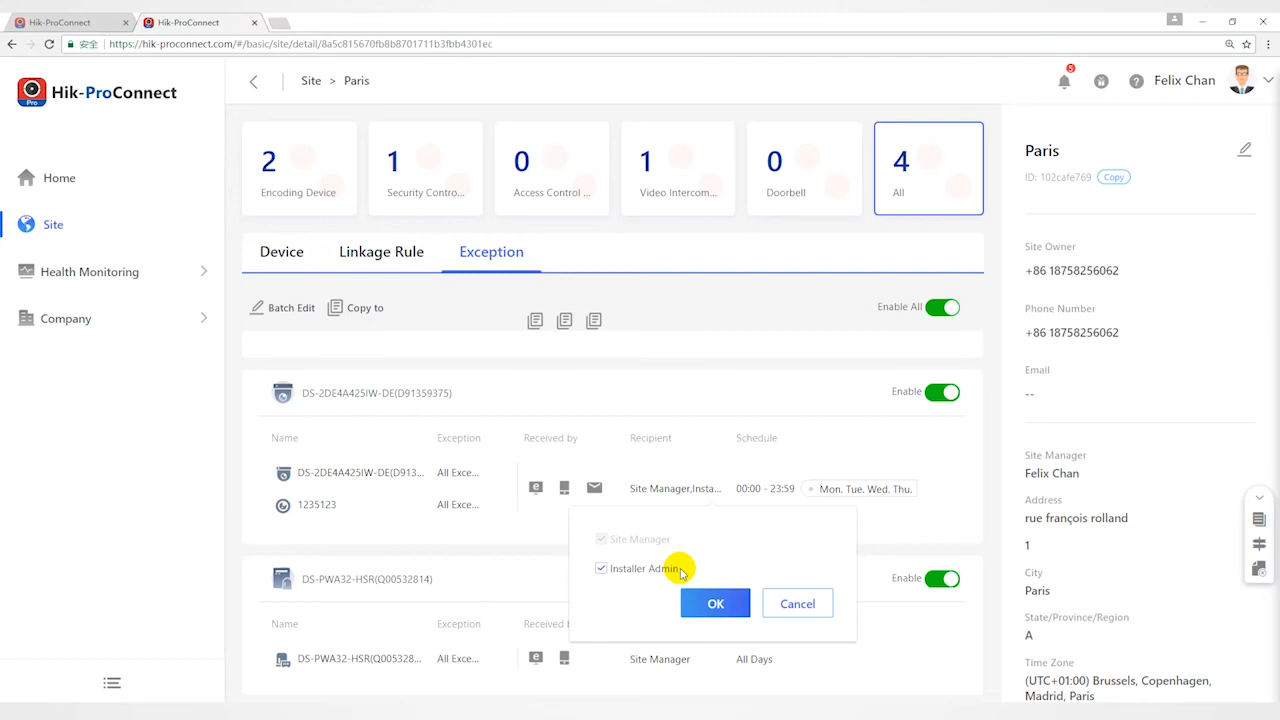 Hik-ProConnect
Hik-ProConnect
安全 https://hik-proconnect.com/#/basic/site/detail/8a5c815670fb8b8701711b3fbb4301ec
Hik-ProConnect
Pro
Site > Paris
5
Felix Chan
Home
Site
Health Monitoring
Company
2
Encoding Device
1
Security Contro...
0
Access Control ...
1
Video Intercom...
0
Doorbell
4
All
Device
Linkage Rule
Exception
Batch Edit
Copy to
Enable All
DS-2DE4A425IW-DE(D91359375)
Enable
Name
Exception
Received by
Recipient
Schedule
DS-2DE4A425IW-DE(D913...
All Exce...
Site Manager,Insta...
00:00 - 23:59
Mon. Tue. Wed. Thu.
1235123
All Exce...
Site Manager
Installer Admin
OK
Cancel
DS-PWA32-HSR(Q00532814)
Enable
Name
Exception
Received b
DS-PWA32-HSR(Q005328...
All Exce...
Site Manager
All Days
Paris
ID: 102cafe769
Copy
Site Owner
+86 18758256062
Phone Number
+86 18758256062
Email
--
Site Manager
Felix Chan
Address
rue françois rolland
1
City
Paris
State/Province/Region
A
Time Zone
(UTC+01:00) Brussels, Copenhagen,
Madrid, Paris